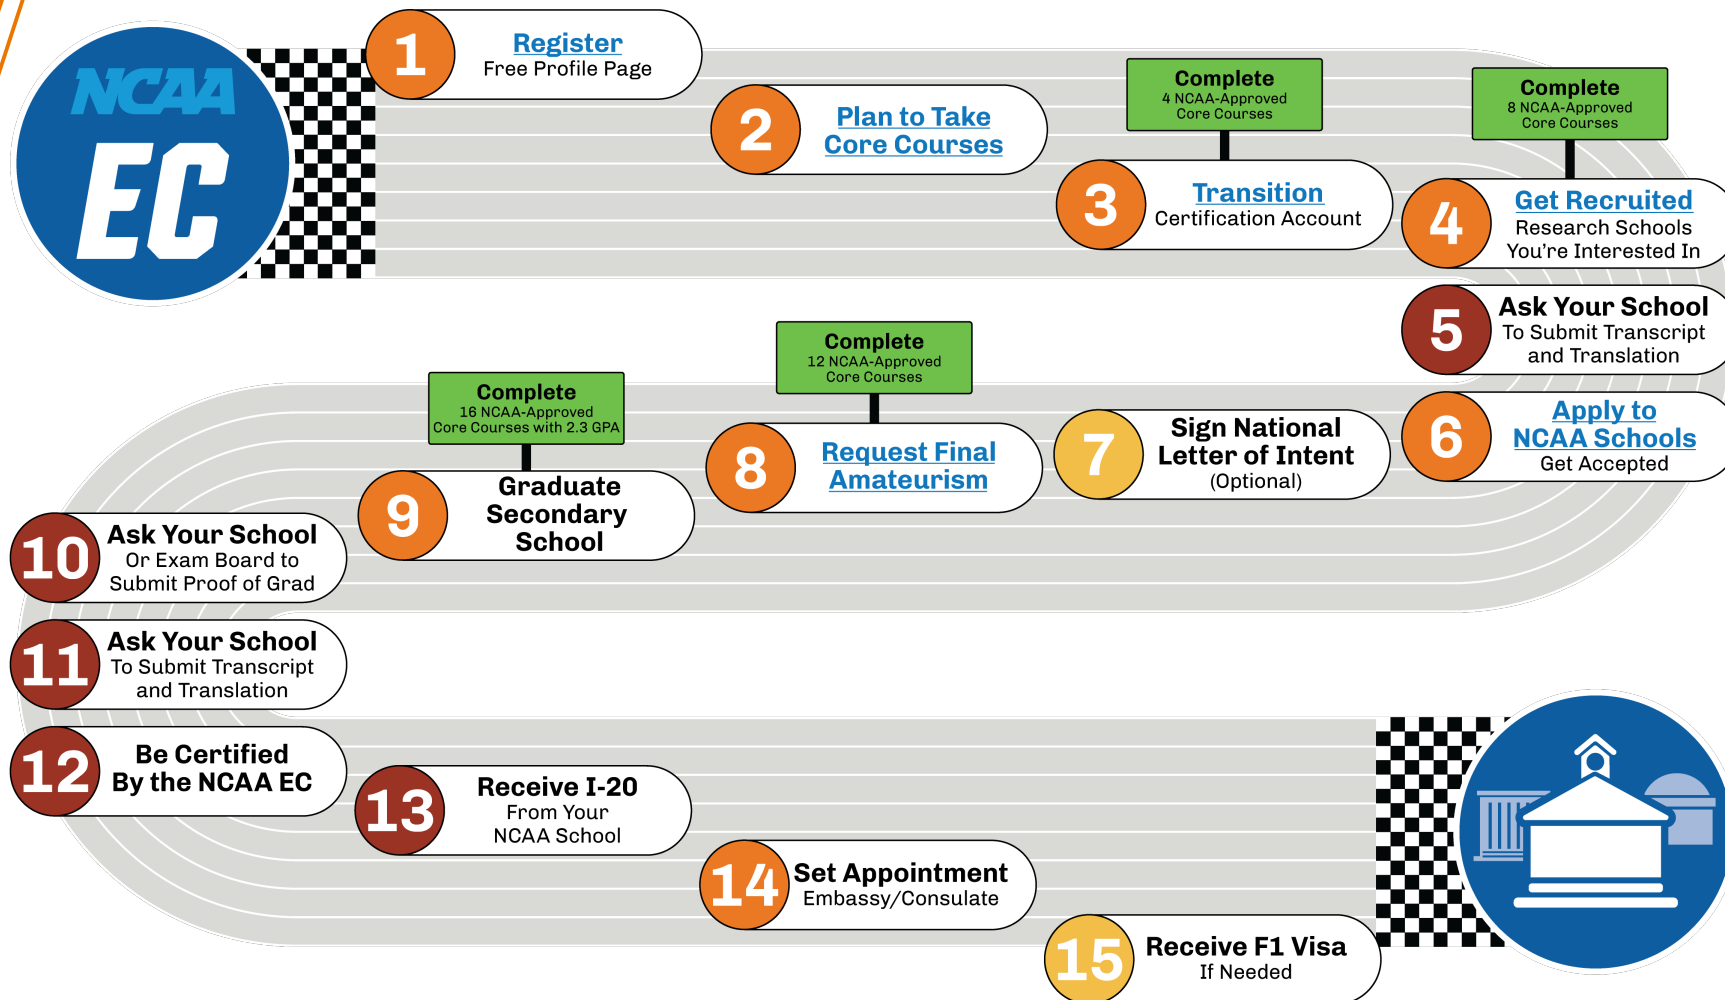 NCAA
EC
1
Register
Free Profile Page
2
Plan to Take
Core Courses
Complete
4 NCAA-Approved
Core Courses
3
Transition
Certification Account
Complete
8 NCAA-Approved
Core Courses
4
Get Recruited
Research Schools
You're Interested In
5
Ask Your School
To Submit Transcript
and Translation
6
Apply to
NCAA Schools
Get Accepted
7
Sign National
Letter of Intent
(Optional)
Complete
12 NCAA-Approved
Core Courses
8
Request Final
Amateurism
Complete
16 NCAA-Approved
Core Courses with 2.3 GPA
9
Graduate
Secondary
School
10
Ask Your School
Or Exam Board to
Submit Proof of Grad
11
Ask Your School
To Submit Transcript
and Translation
12
Be Certified
By the NCAA EC
13
Receive I-20
From Your
NCAA School
14
Set Appointment
Embassy/Consulate
15
Receive F1 Visa
If Needed